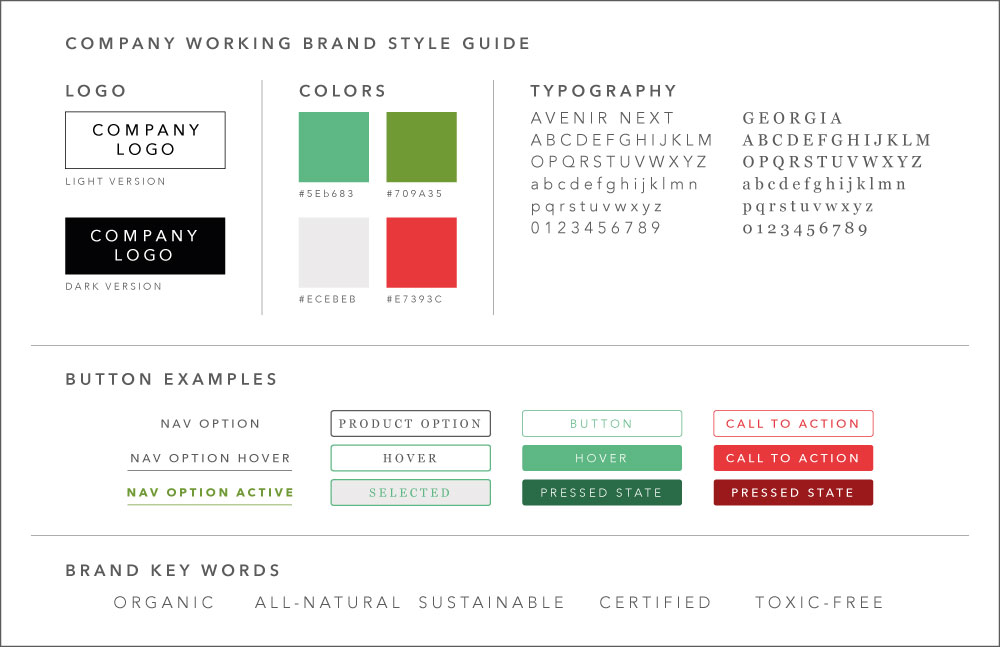 COMPANY WORKING BRAND STYLE GUIDE
LOGO
COMPANY
LOGO
LIGHT VERSION
COMPANY
LOGO
DARK VERSION
COLORS
#5Eb683
#709A35
#ECEBEB
#E7393C
TYPOGRAPHY
AVENIR NEXT
ABCDEFGHIJKLM
OPQRSTUVWXYZ
abcdefghijklmn
pqrstuvwxyz
0123456789
GEORGIA
ABCDEFGHIJKLM
OPQRSTUVWXYZ
abcdefghijklmn
pqrstuvwxyz
0123456789
BUTTON EXAMPLES
NAV OPTION
NAV OPTION HOVER
NAV OPTION ACTIVE
PRODUCT OPTION
HOVER
SELECTED
BUTTON
HOVER
PRESSED STATE
CALL TO ACTION
CALL TO ACTION
PRESSED STATE
BRAND KEY WORDS
ORGANIC ALL-NATURAL SUSTAINABLE CERTIFIED TOXIC-FREE